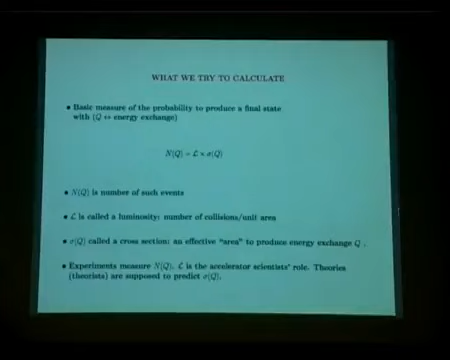 WHAT WE TRY TO CALCULATE
• Basic measure of the probability to produce a final state
with (Q ↔ energy exchange)
N(Q) = ℒ × σ(Q)
• N(Q) is number of such events
• ℒ is called a luminosity: number of collisions/unit area
• σ(Q) called a cross section: an effective "area" to produce energy exchange Q .
• Experiments measure N(Q). ℒ is the accelerator scientists' role. Theories
(theorists) are supposed to predict σ(Q).